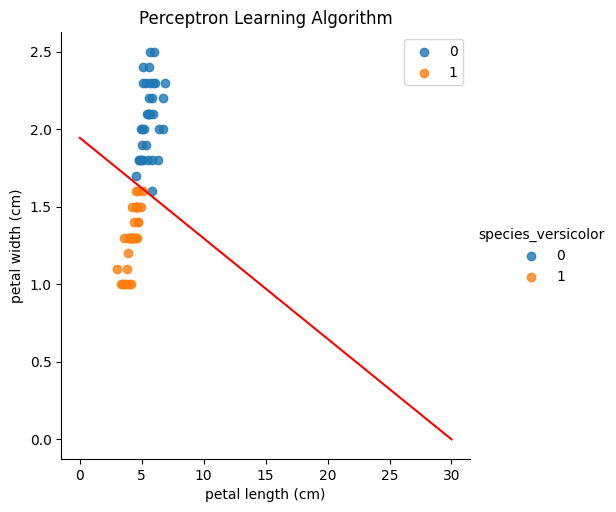 Perceptron Learning Algorithm
0
1
2.5
2.0
1.5
1.0
0.5
0.0
petal width (cm)
species_versicolor
0
1
0 5 10 15 20 25 30
petal length (cm)